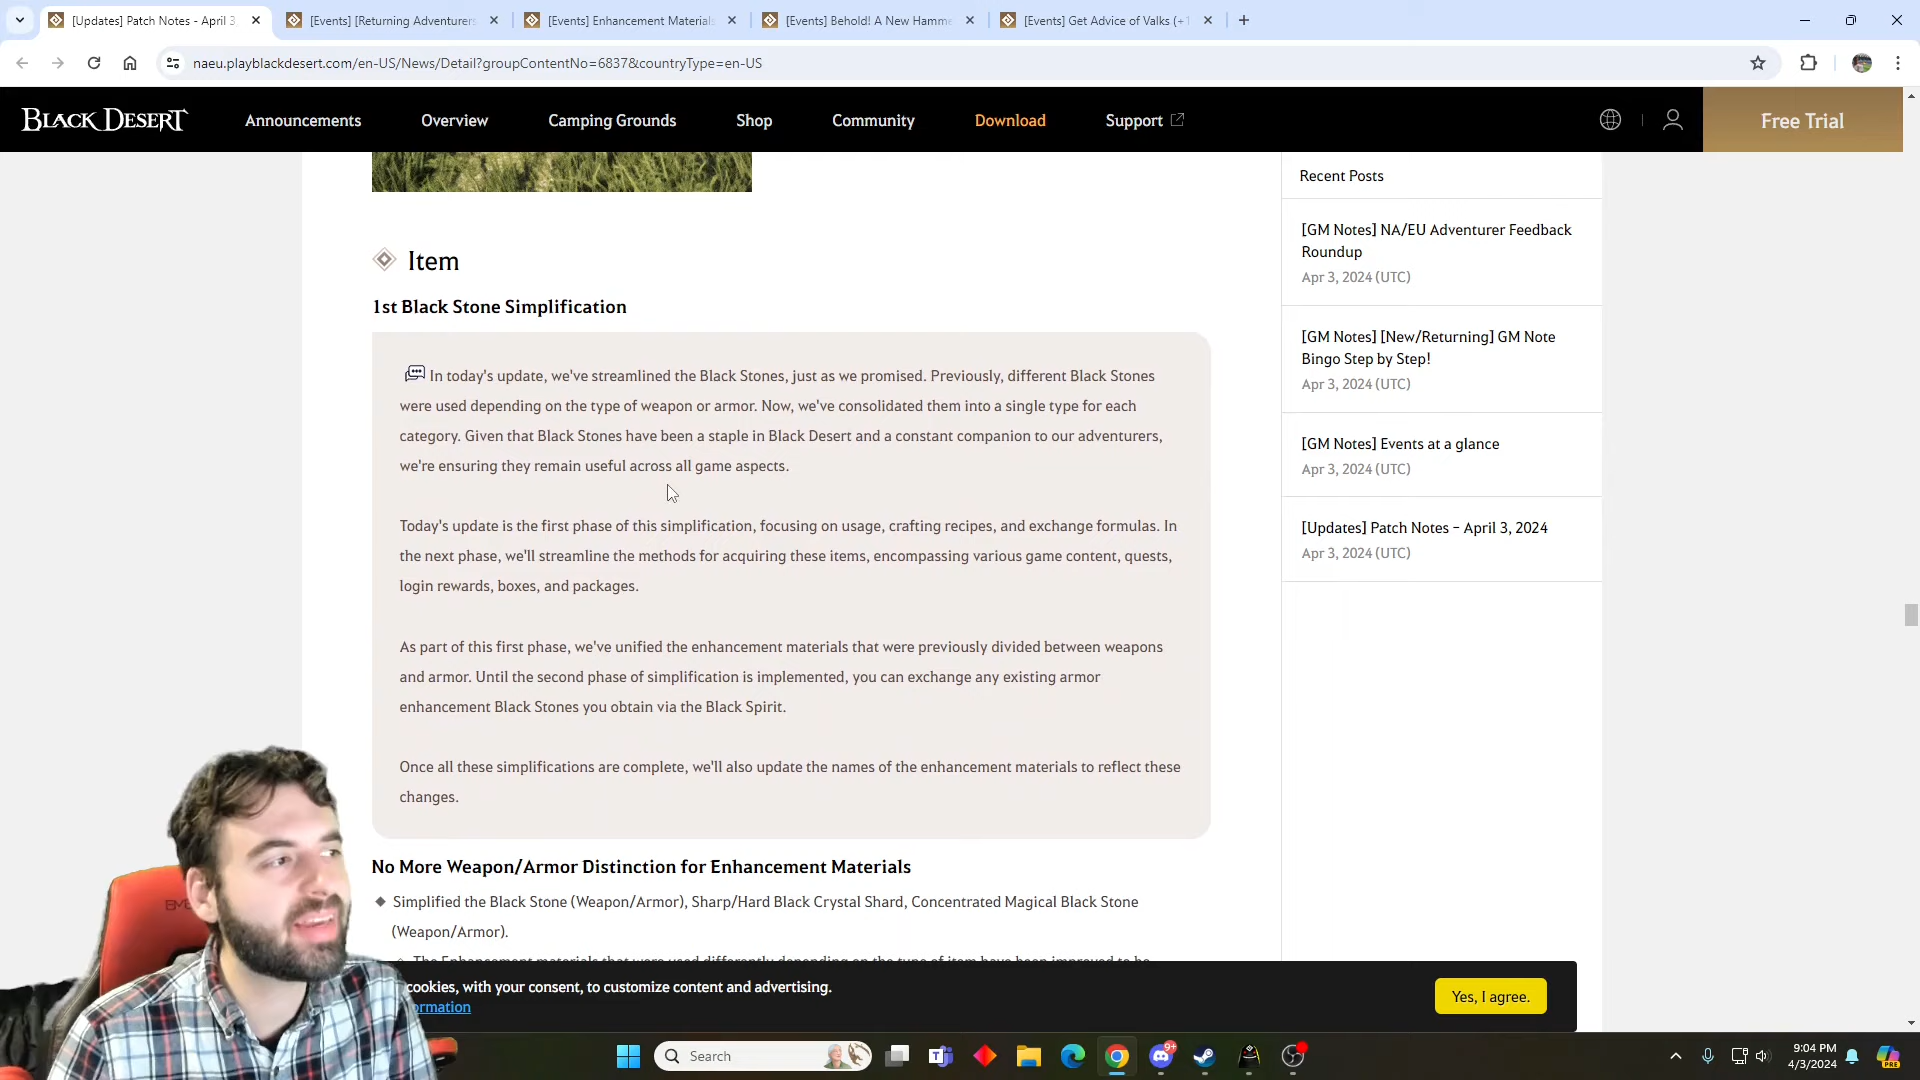 [Updates] Patch Notes - April 3
[Events] [Returning Adventurers
[Events] Enhancement Materials
[Events] Behold! A New Hamme
[Events] Get Advice of Valks (+1
naeu.playblackdesert.com/en-US/News/Detail?groupContentNo=6837&countryType=en-US
BLACK DESERT
Announcements
Overview
Camping Grounds
Shop
Community
Download
Support
Free Trial
Item
1st Black Stone Simplification
In today's update, we've streamlined the Black Stones, just as we promised. Previously, different Black Stones
were used depending on the type of weapon or armor. Now, we've consolidated them into a single type for each
category. Given that Black Stones have been a staple in Black Desert and a constant companion to our adventurers,
we're ensuring they remain useful across all game aspects.
Today's update is the first phase of this simplification, focusing on usage, crafting recipes, and exchange formulas. In
the next phase, we'll streamline the methods for acquiring these items, encompassing various game content, quests,
login rewards, boxes, and packages.
As part of this first phase, we've unified the enhancement materials that were previously divided between weapons
and armor. Until the second phase of simplification is implemented, you can exchange any existing armor
enhancement Black Stones you obtain via the Black Spirit.
Once all these simplifications are complete, we'll also update the names of the enhancement materials to reflect these
changes.
No More Weapon/Armor Distinction for Enhancement Materials
Simplified the Black Stone (Weapon/Armor), Sharp/Hard Black Crystal Shard, Concentrated Magical Black Stone
(Weapon/Armor).
cookies, with your consent, to customize content and advertising.
ormation
Yes, I agree.
Recent Posts
[GM Notes] NA/EU Adventurer Feedback
Roundup
Apr 3, 2024 (UTC)
[GM Notes] [New/Returning] GM Note
Bingo Step by Step!
Apr 3, 2024 (UTC)
[GM Notes] Events at a glance
Apr 3, 2024 (UTC)
[Updates] Patch Notes – April 3, 2024
Apr 3, 2024 (UTC)
Search
9+
9:04 PM
4/3/2024
PRE